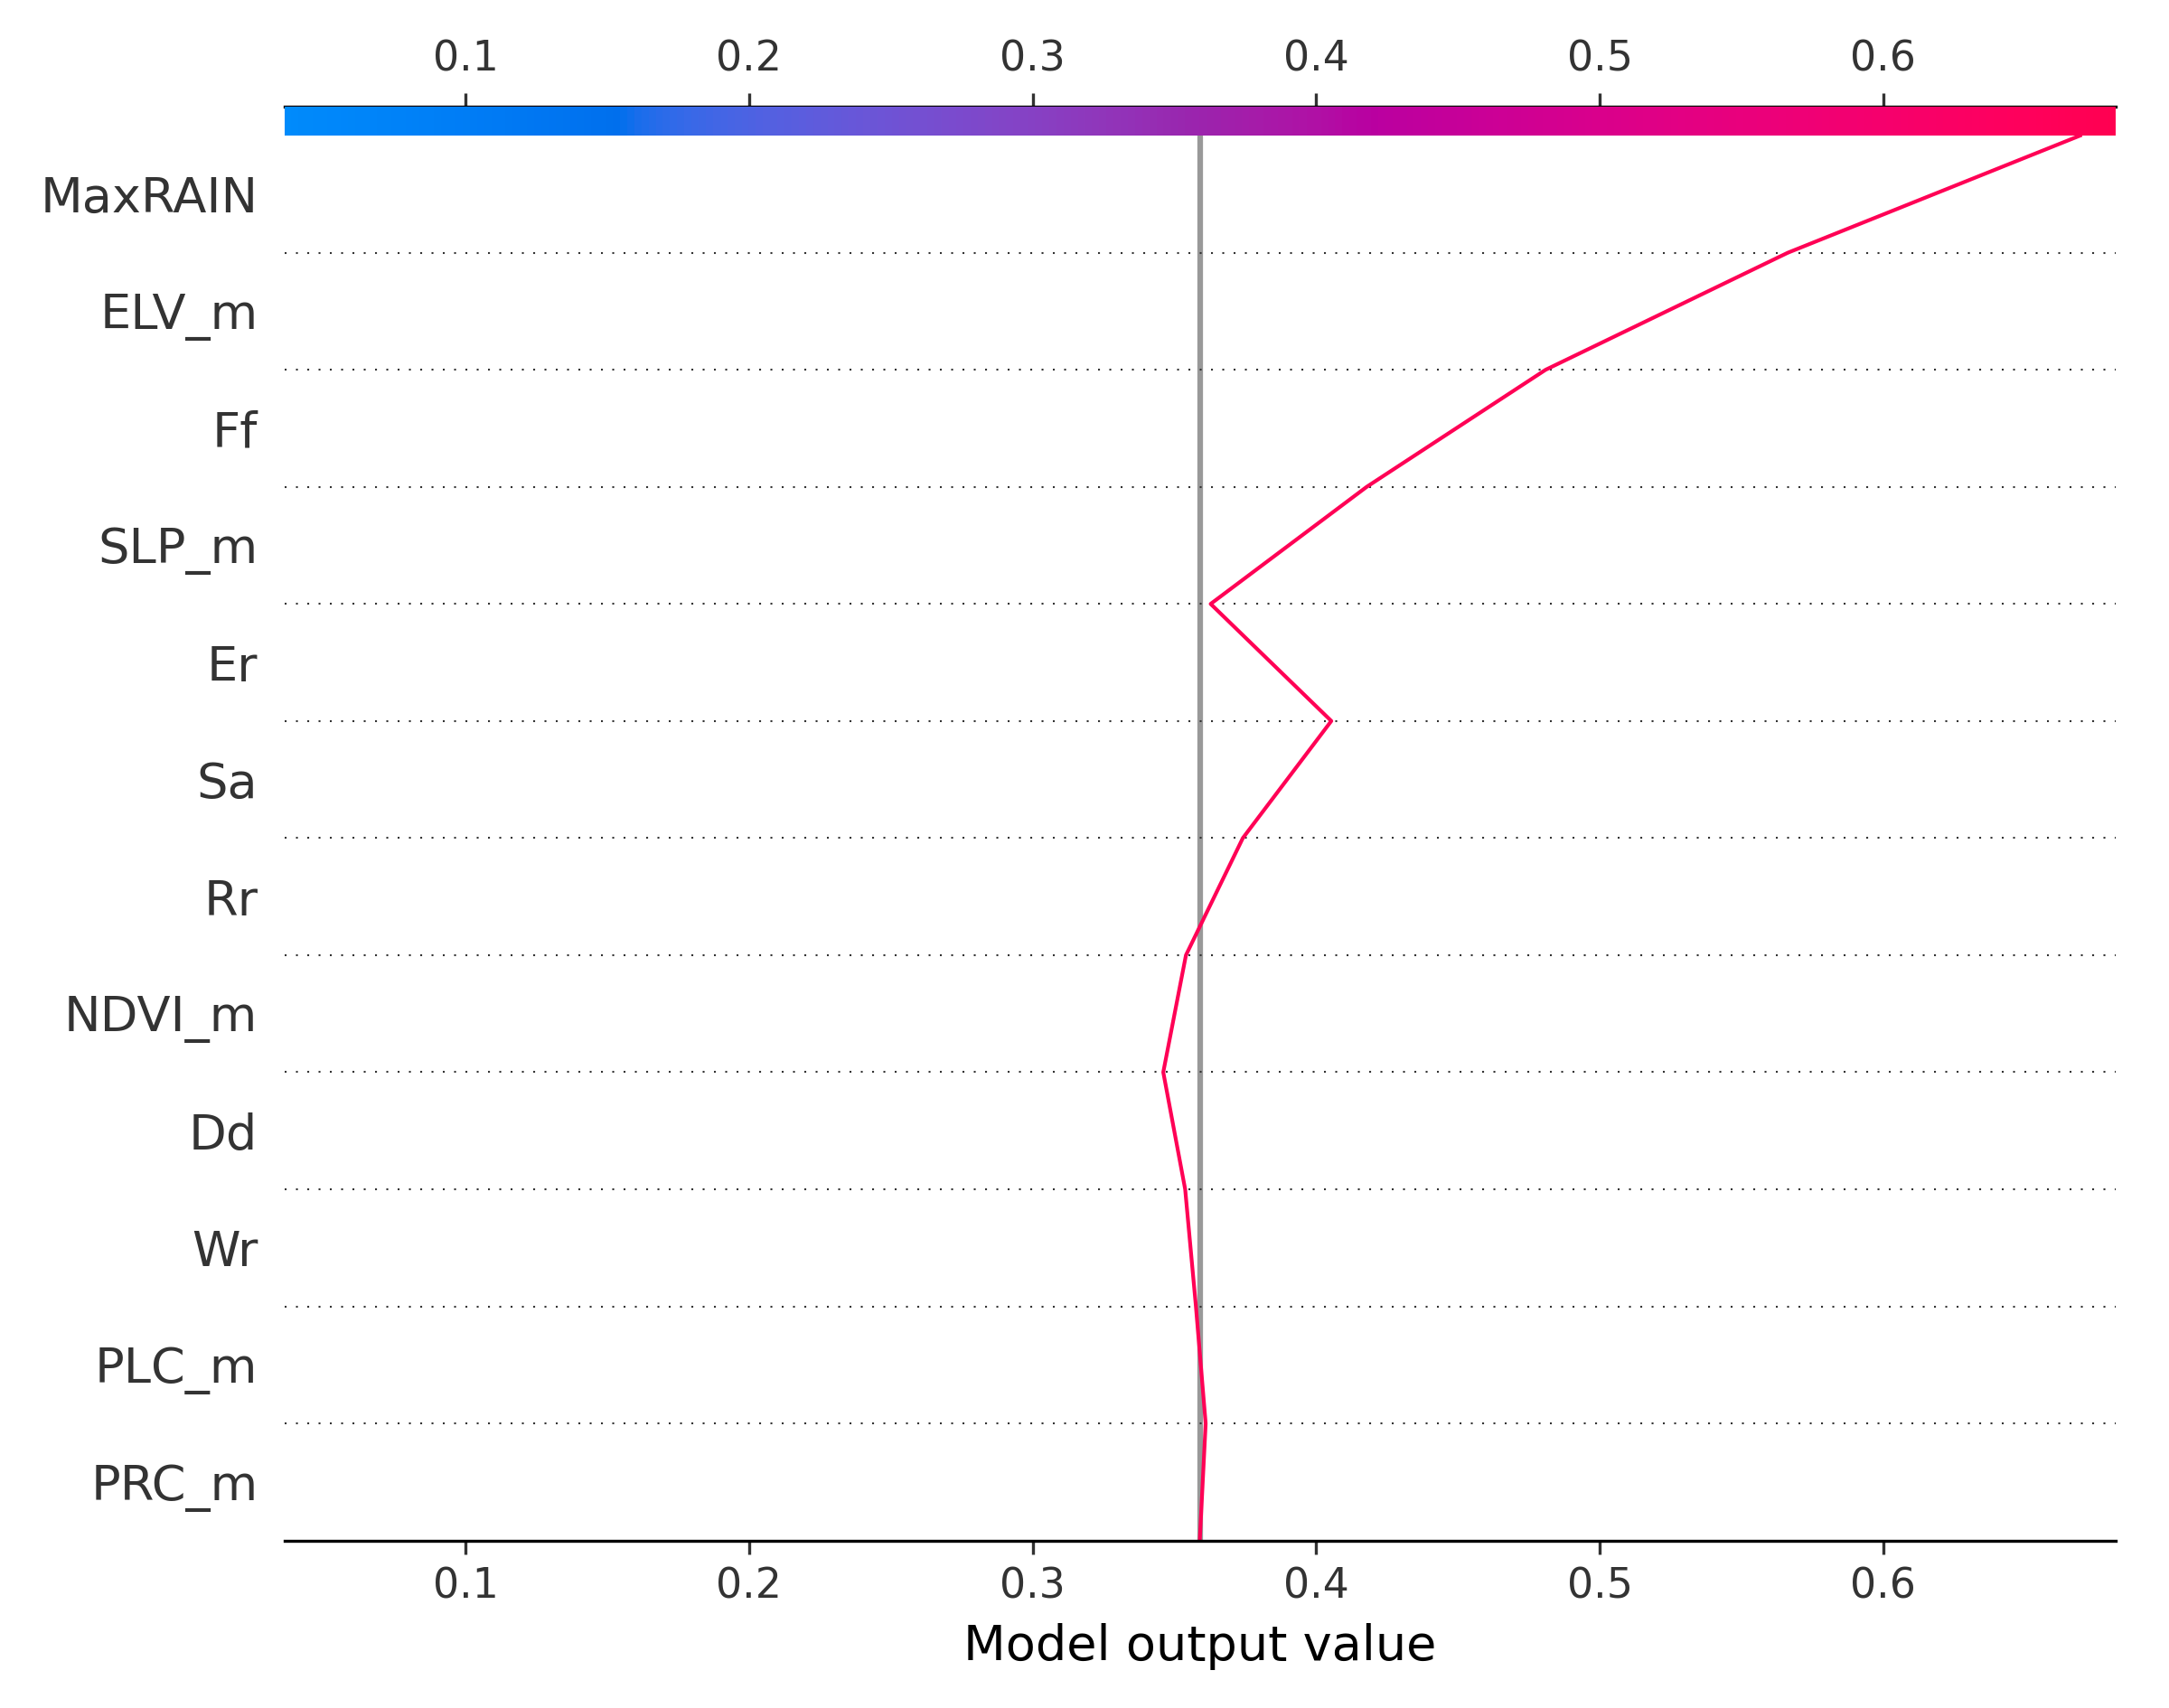 0.1 0.2 0.3 0.4 0.5 0.6
MaxRAIN
ELV_m
Ff
SLP_m
Er
Sa
Rr
NDVI_m
Dd
Wr
PLC_m
PRC_m
0.1 0.2 0.3 0.4 0.5 0.6
Model output value